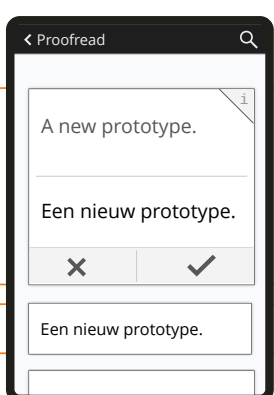 Proofread
i
A new prototype.
Een nieuw prototype.
Een nieuw prototype.